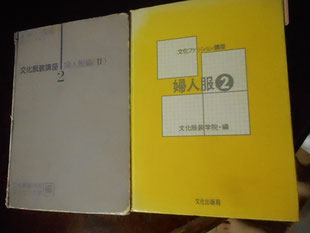 文化服装講座
2
婦人服編(Ⅱ)
編
文化ファッション講座
婦人服2
文化服装学院・編
文化出版局